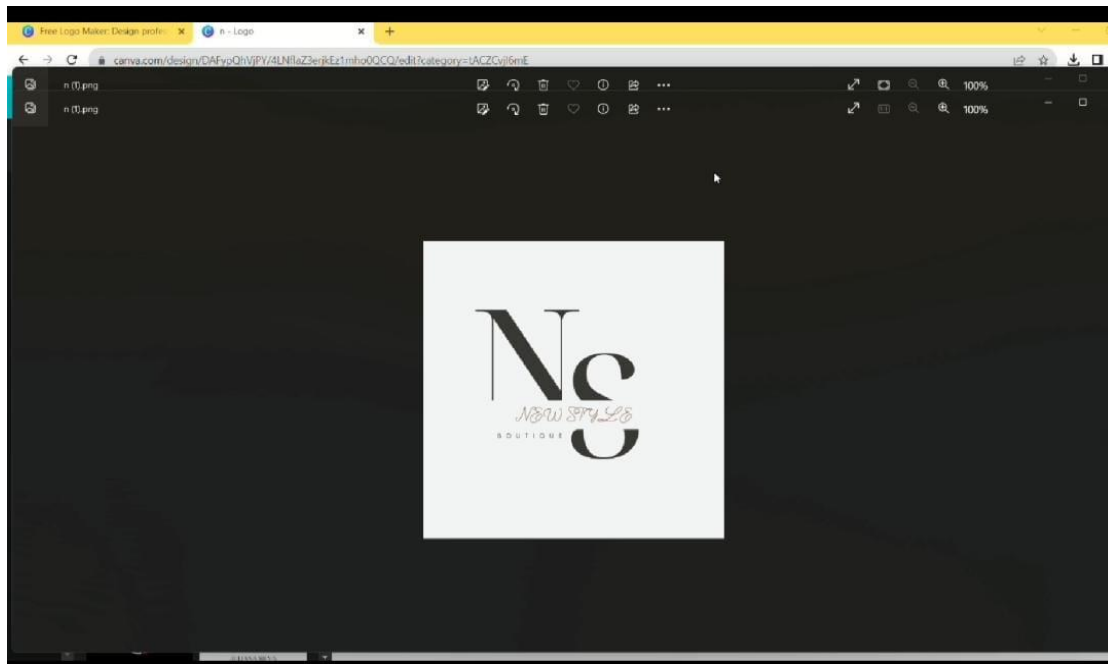 Free Logo Maker: Design profes
n - Logo
canva.com/design/DAFypQhVjPY/4LNflaZ3erjkEz1mho0QCQ/edit?category=tACZCvjI6mE
n (1).png
100%
n (1).png
100%
NS
NEW STYLE
BOUTIQUE